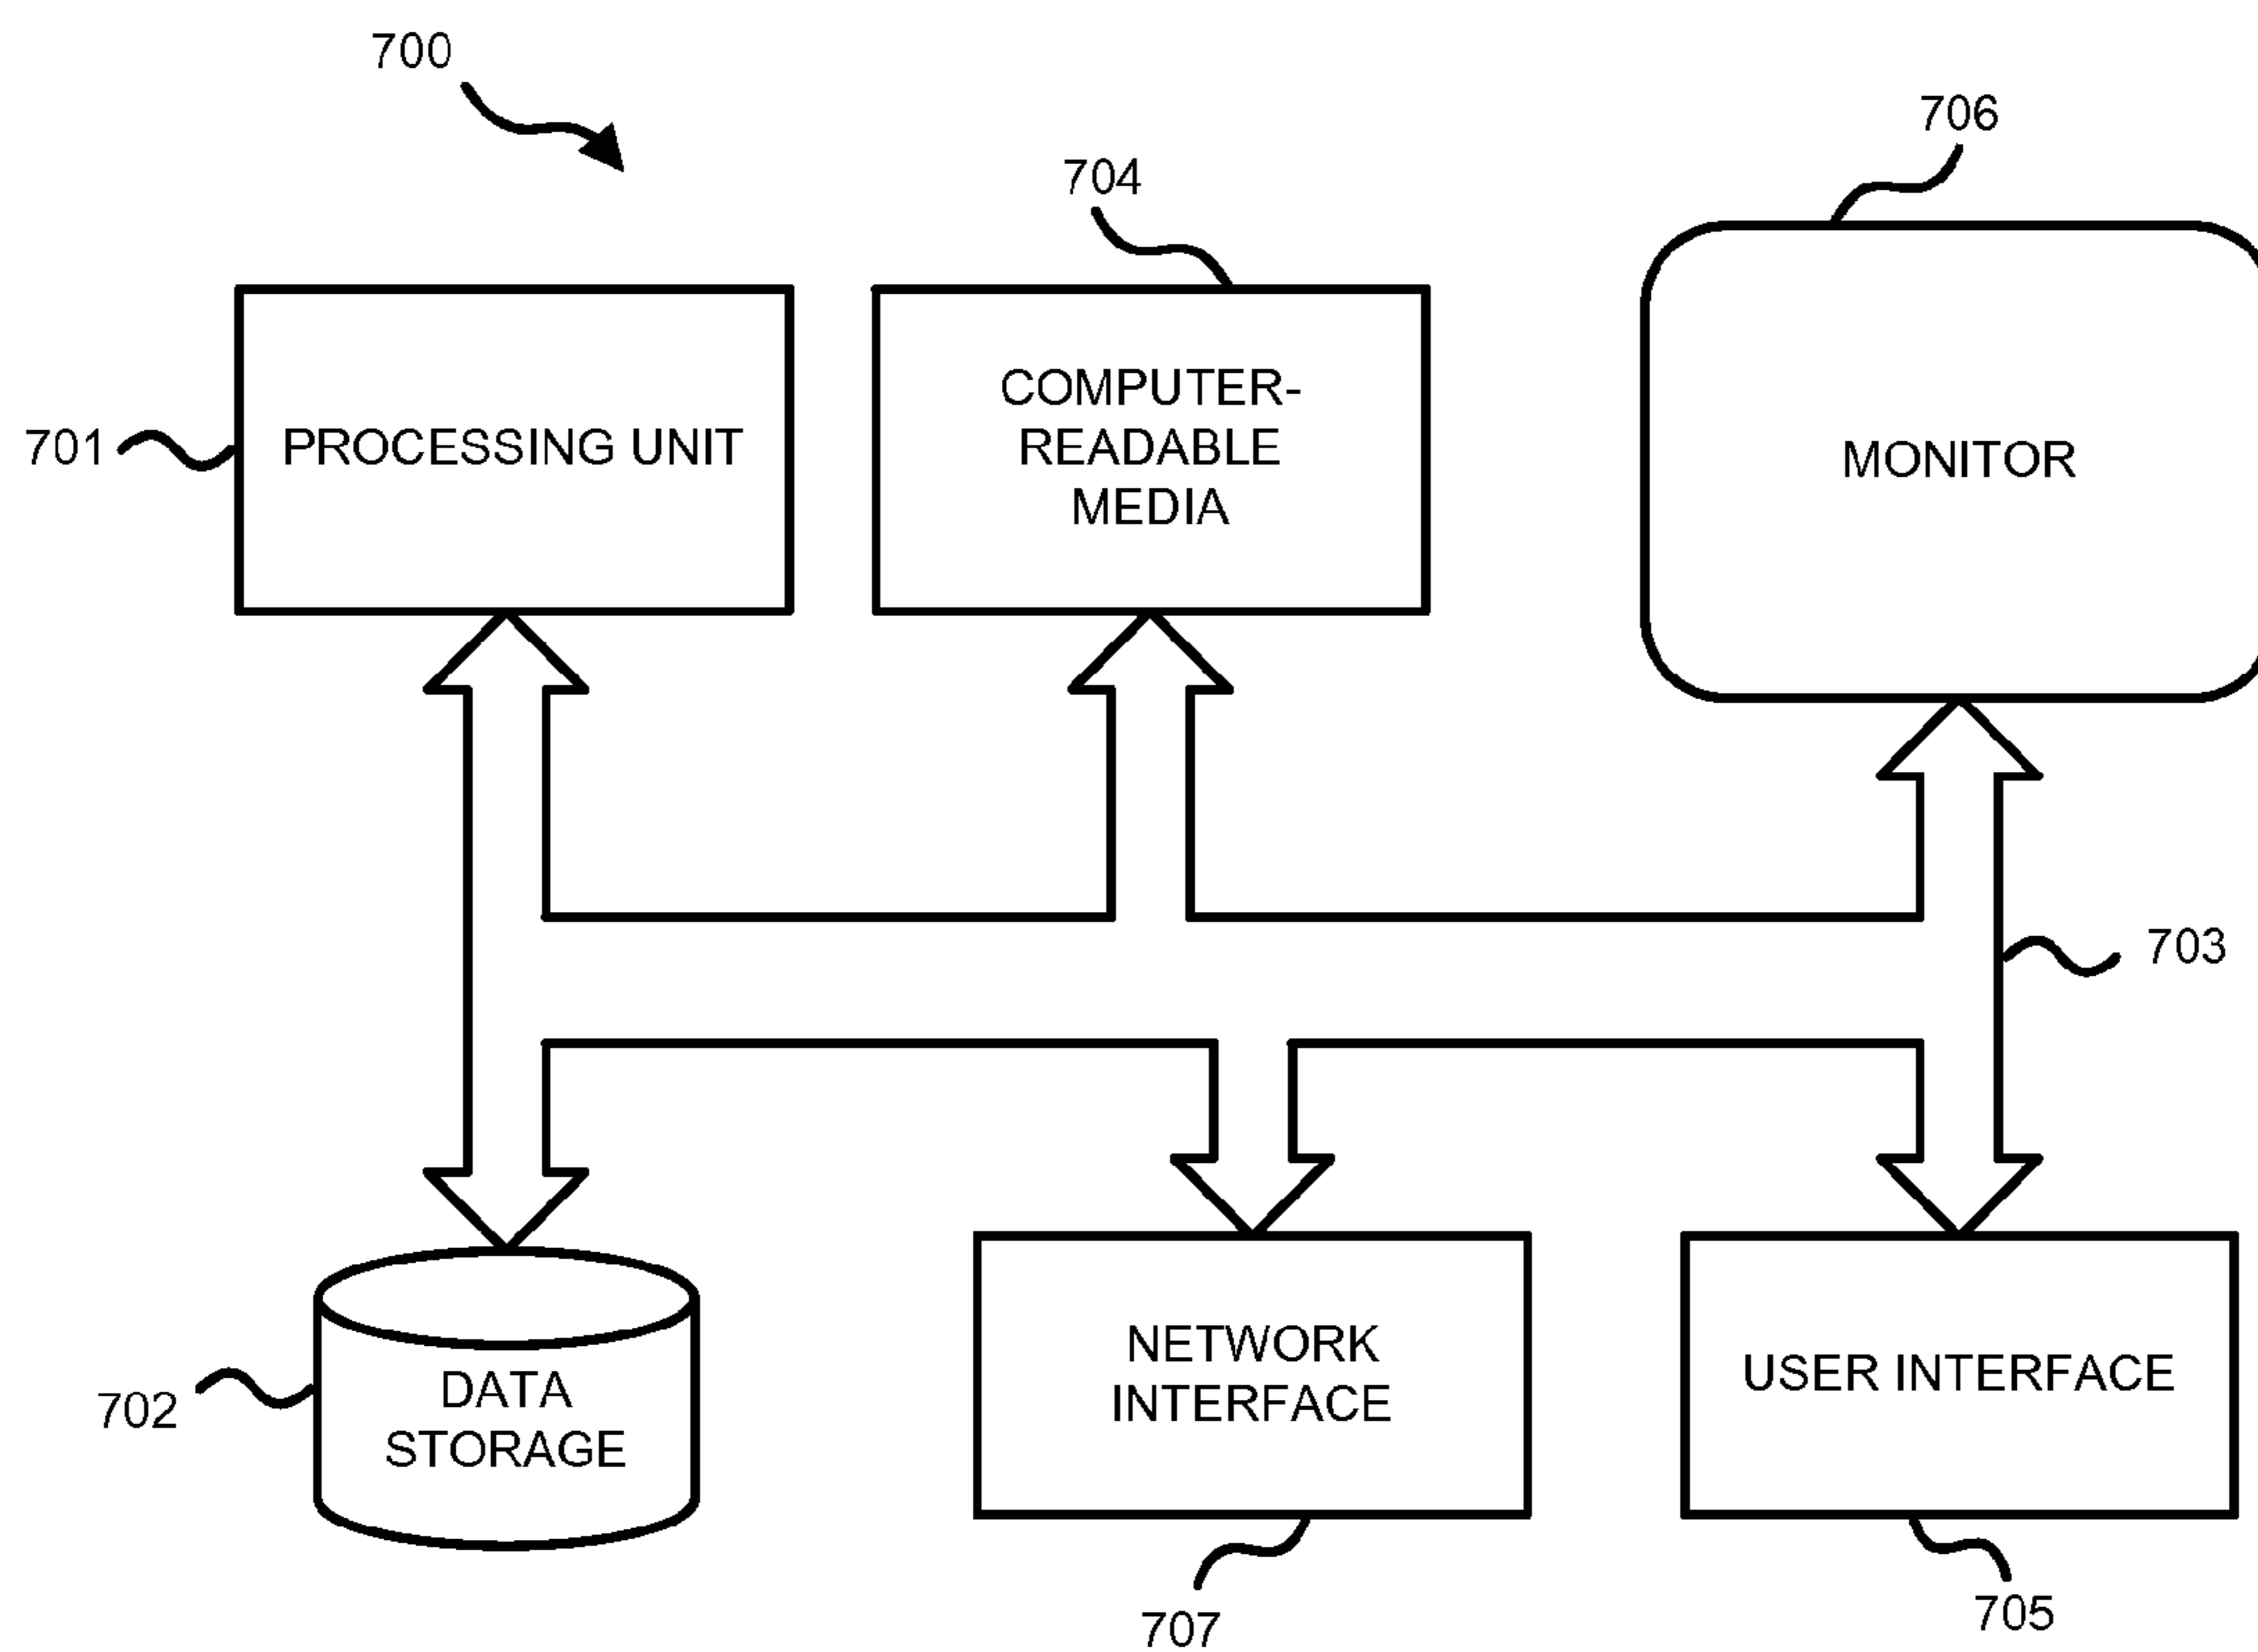 700
706
704
COMPUTER-
READABLE
MEDIA
701
PROCESSING UNIT
MONITOR
703
702
DATA
STORAGE
NETWORK
INTERFACE
USER INTERFACE
707
705